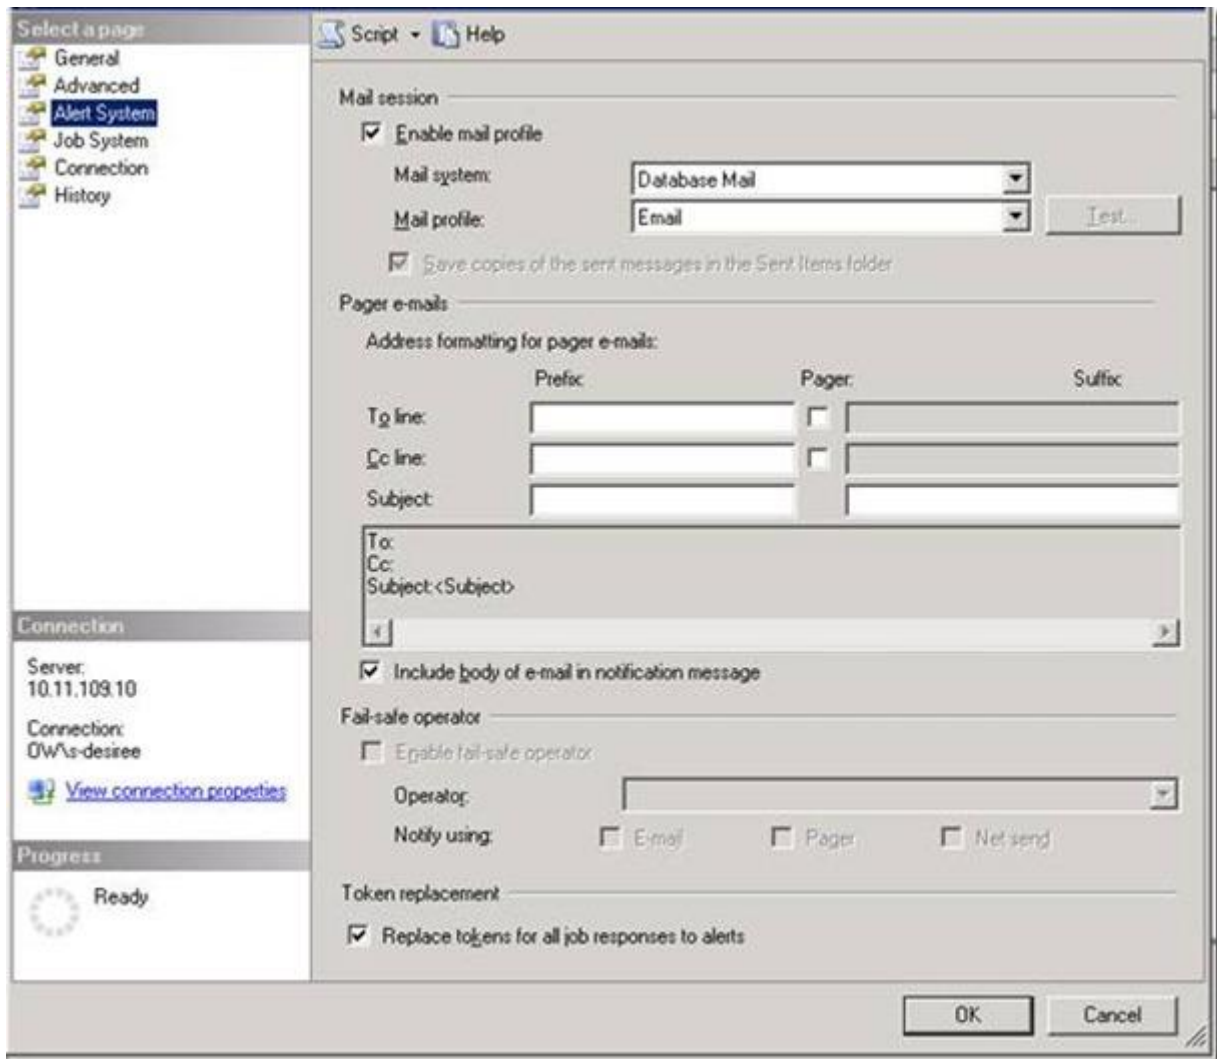 Select a page
General
Advanced
Alert System
Job System
Connection
History
Connection
Server:
10.11.109.10
Connection:
OW\s-desiree
View connection properties
Progress
Ready
Script Help
Mail session
Enable mail profile
Mail system: Database Mail
Mail profile: Email Test...
Save copies of the sent messages in the Sent Items folder
Pager e-mails
Address formatting for pager e-mails:
Prefix: Pager: Suffix:
To line:
Cc line:
Subject:
To:
Cc:
Subject:<Subject>
Include body of e-mail in notification message
Fail-safe operator
Enable fail-safe operator
Operator:
Notify using: E-mail Pager Net send
Token replacement
Replace tokens for all job responses to alerts
OK Cancel